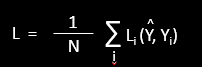 L = 1/N ∑ᵢ Lᵢ (Ŷ, Yᵢ)